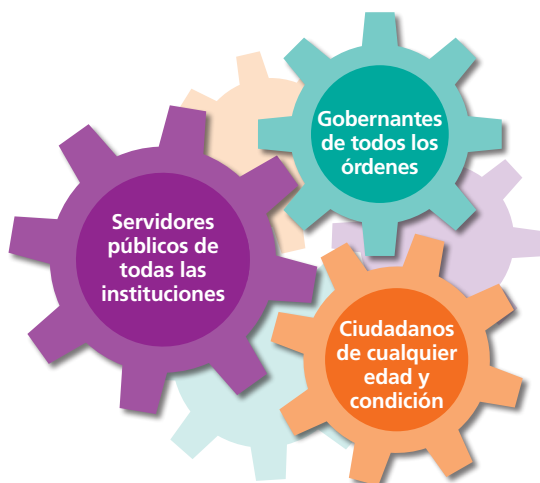 Gobernantes
de todos los
órdenes
Servidores
públicos de
todas las
instituciones
Ciudadanos
de cualquier
edad y
condición